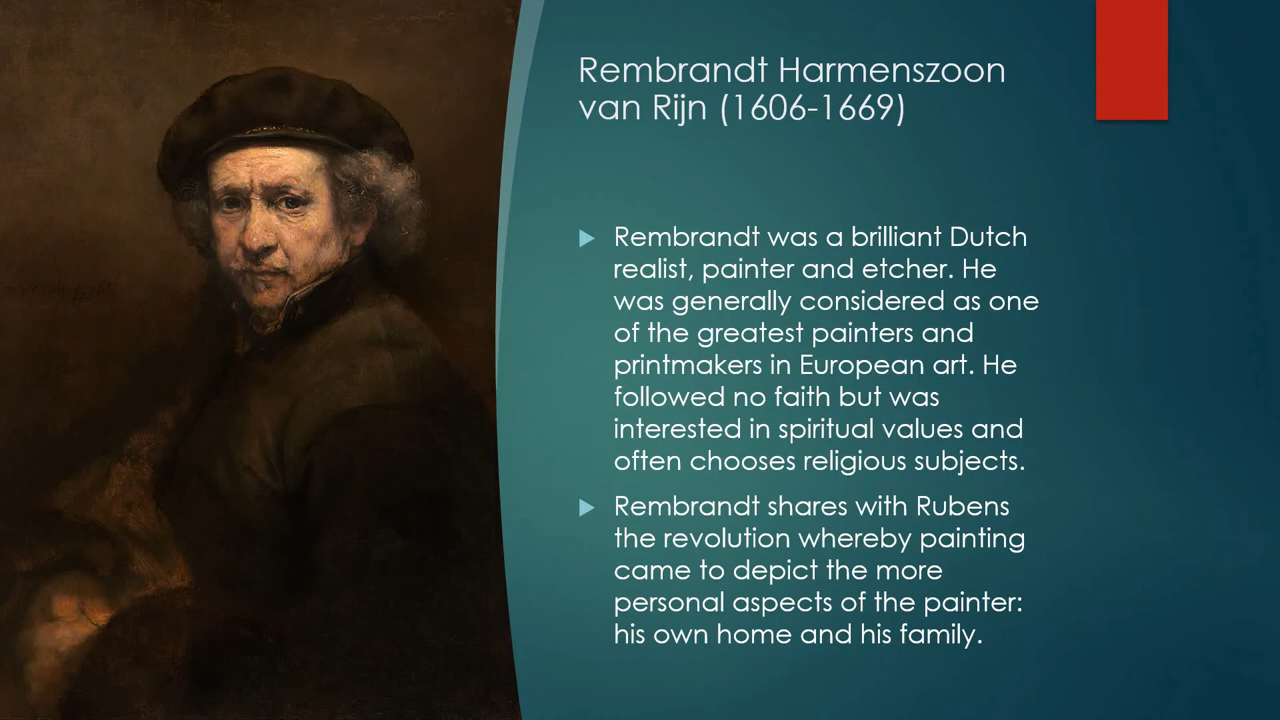 Rembrandt Harmenszoon
van Rijn (1606-1669)
Rembrandt was a brilliant Dutch
realist, painter and etcher. He
was generally considered as one
of the greatest painters and
printmakers in European art. He
followed no faith but was
interested in spiritual values and
often chooses religious subjects.
Rembrandt shares with Rubens
the revolution whereby painting
came to depict the more
personal aspects of the painter:
his own home and his family.